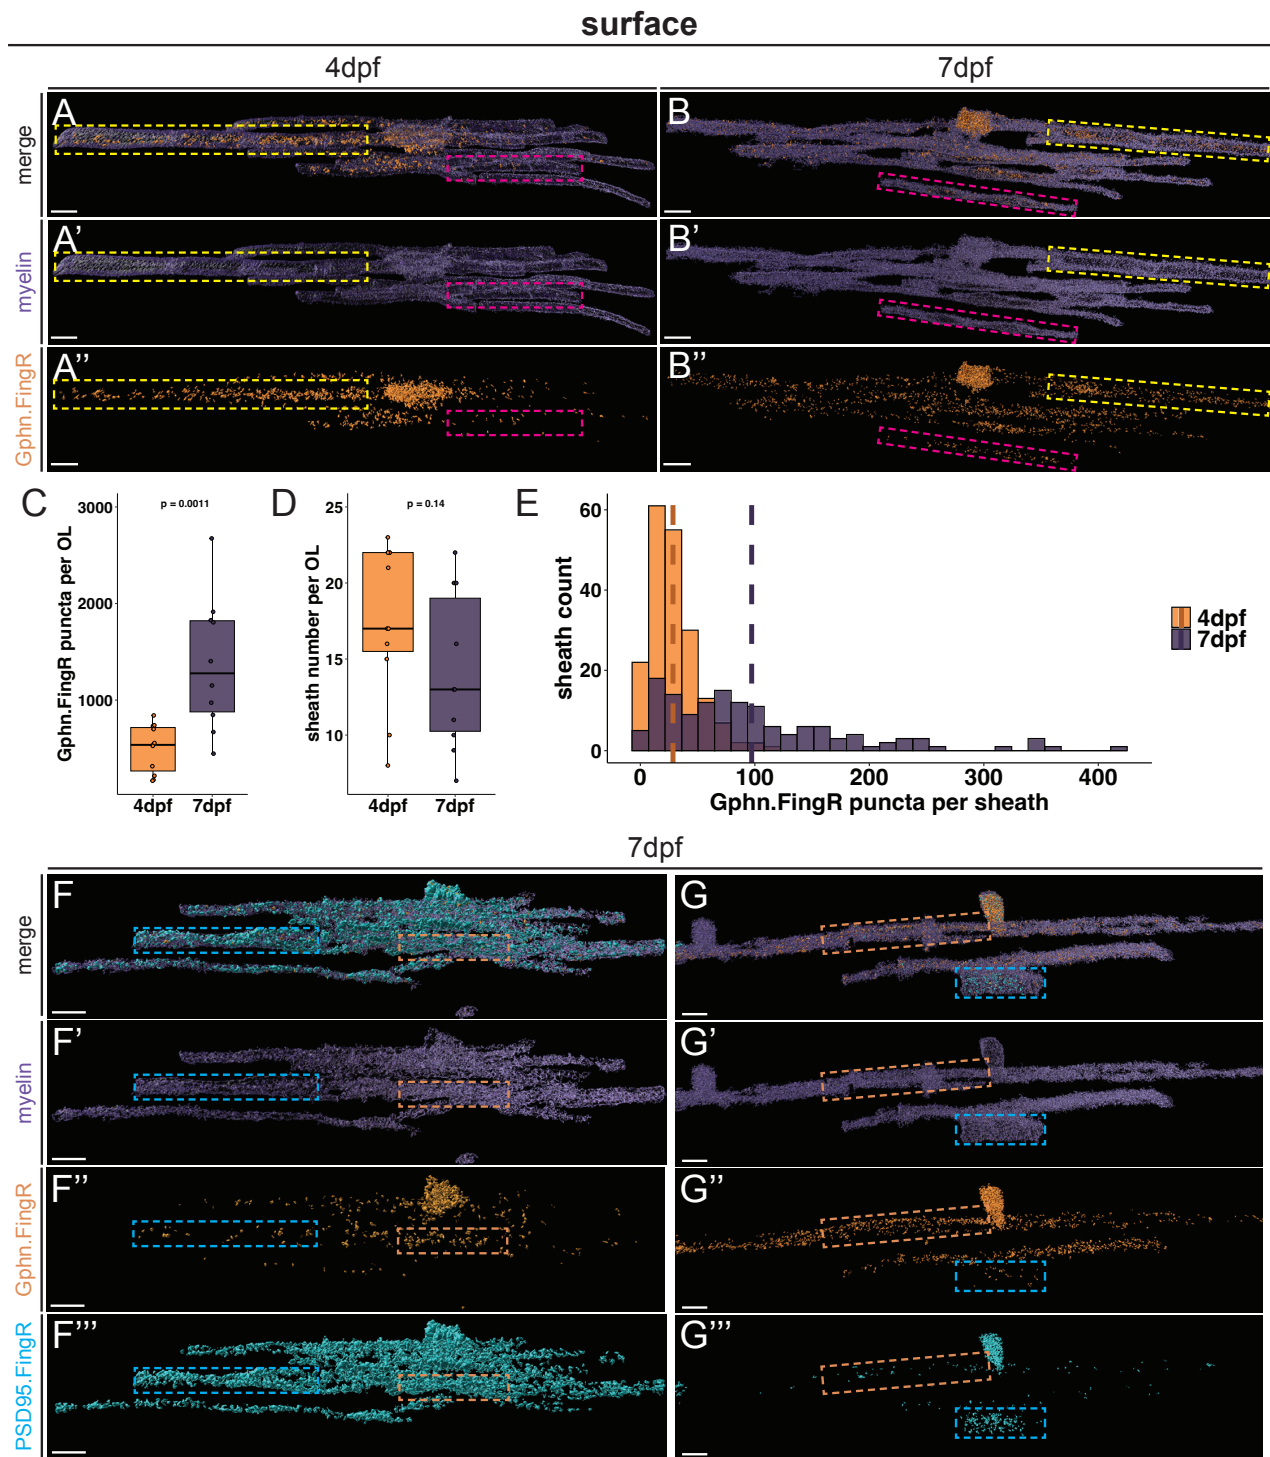 surface
4dpf
7dpf
merge
A
B
myelin
A'
B'
Gphn.FingR
A''
B''
C
Gphn.FingR puncta per OL
p = 0.0011
3000
2000
1000
4dpf
7dpf
D
sheath number per OL
p = 0.14
25
20
15
10
4dpf
7dpf
E
sheath count
60
40
20
0
0
100
200
300
400
Gphn.FingR puncta per sheath
4dpf
7dpf
7dpf
merge
F
G
myelin
F'
G'
Gphn.FingR
F''
G''
PSD95.FingR
F'''
G'''